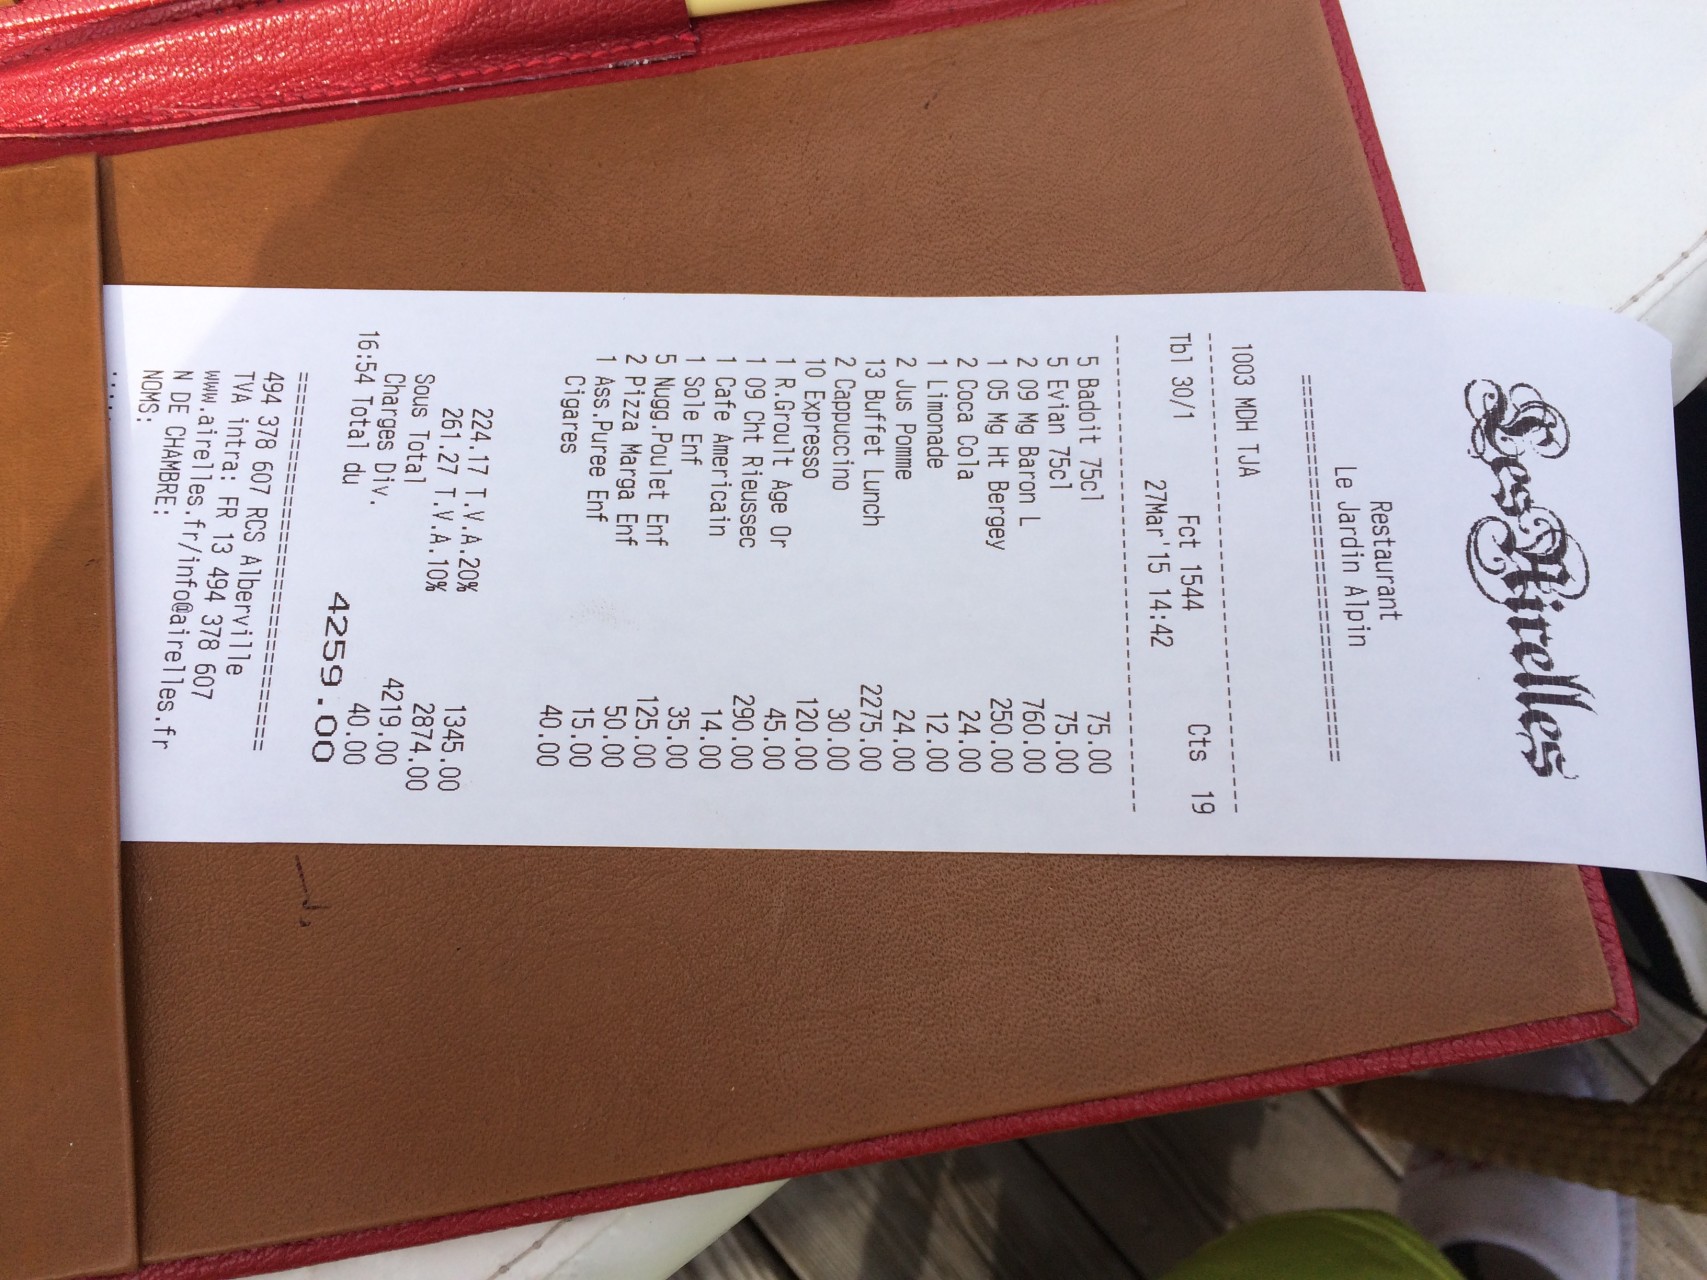 Les Airelles
Restaurant
Le Jardin Alpin
==============================
1003 MDH TJA
--------------------------------
Tbl 30/1 Fct 1544 Cts 19
27Mar'15 14:42
--------------------------------
5 Badoit 75cl 75.00
5 Evian 75cl 75.00
2 09 Mg Baron L 760.00
1 05 Mg Ht Bergey 250.00
2 Coca Cola 24.00
1 Limonade 12.00
2 Jus Pomme 24.00
13 Buffet Lunch 2275.00
2 Cappuccino 30.00
10 Expresso 120.00
1 R.Groult Age Or 45.00
1 09 Cht Rieussec 290.00
1 Cafe Americain 14.00
1 Sole Enf 35.00
5 Nugg.Poulet Enf 125.00
2 Pizza Marga Enf 50.00
1 Ass.Puree Enf 15.00
Cigares 40.00
224.17 T.V.A.20% 1345.00
261.27 T.V.A.10% 2874.00
Sous Total 4219.00
Charges Div. 40.00
16:54 Total du 4259.00
==============================
494 378 607 RCS Alberville
TVA intra: FR 13 494 378 607
www.airelles.fr/info@airelles.fr
N DE CHAMBRE:
NOMS: